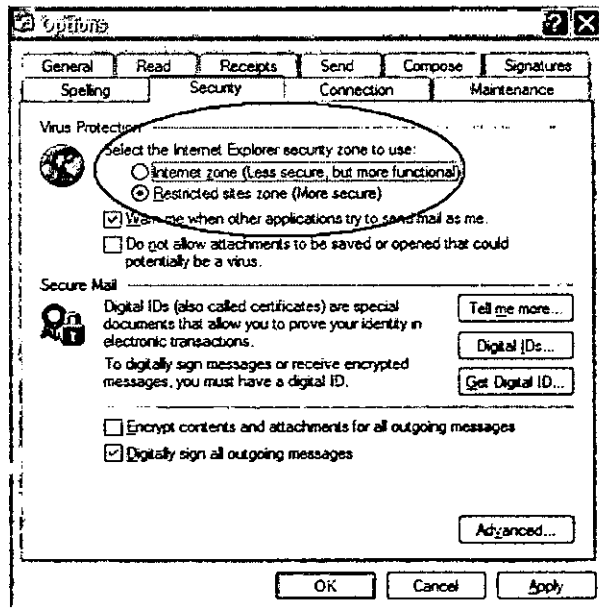 Options
General Read Receipts Send Compose Signatures
Spelling Security Connection Maintenance
Virus Protection
Select the Internet Explorer security zone to use:
Internet zone (Less secure, but more functional)
Restricted sites zone (More secure)
Warn me when other applications try to send mail as me.
Do not allow attachments to be saved or opened that could
potentially be a virus.
Secure Mail
Digital IDs (also called certificates) are special
documents that allow you to prove your identity in
electronic transactions.
To digitally sign messages or receive encrypted
messages, you must have a digital ID.
Tell me more...
Digital IDs...
Get Digital ID...
Encrypt contents and attachments for all outgoing messages
Digitally sign all outgoing messages
Advanced...
OK Cancel Apply